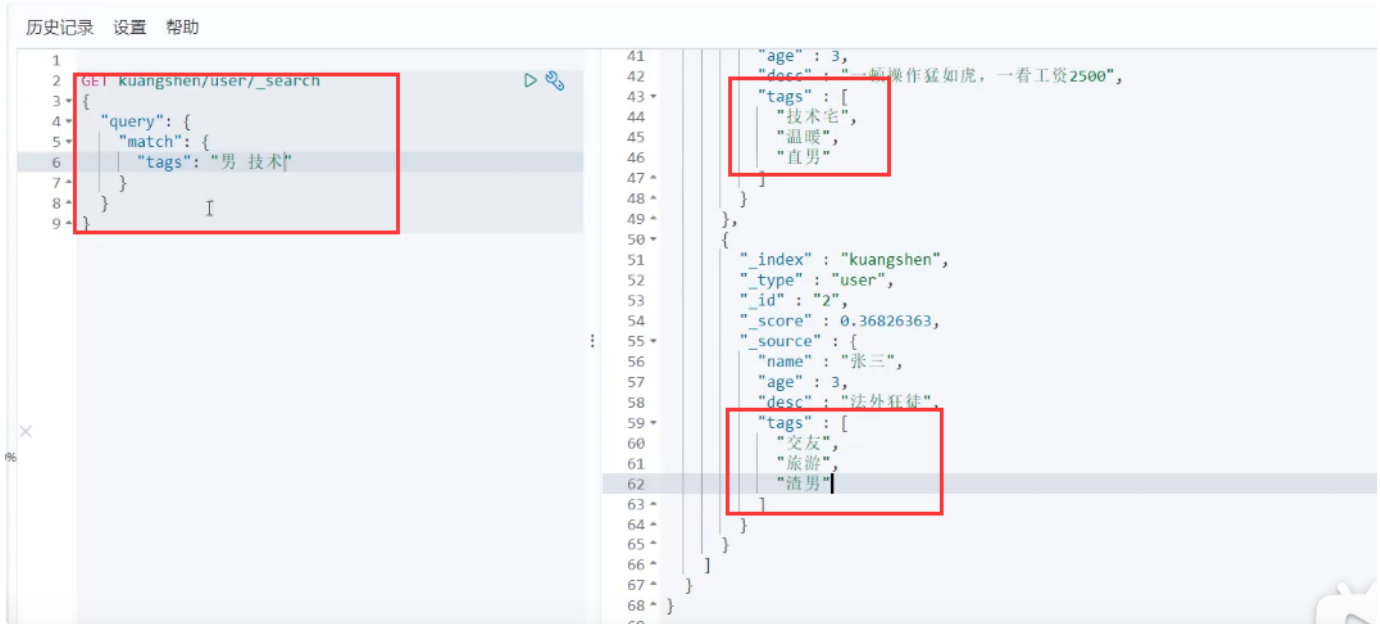 历史记录 设置 帮助
1
2 GET kuangshen/user/_search
3 {
4 "query": {
5 "match": {
6 "tags": "男 技术"
7 }
8 }
9 }
41 "age" : 3,
42 "desc" : "一顿操作猛如虎，一看工资2500",
43 "tags" : [
44 "技术宅",
45 "温暖",
46 "直男"
47 ]
48 }
49 },
50 {
51 "_index" : "kuangshen",
52 "_type" : "user",
53 "_id" : "2",
54 "_score" : 0.36826363,
55 "_source" : {
56 "name" : "张三",
57 "age" : 3,
58 "desc" : "法外狂徒",
59 "tags" : [
60 "交友",
61 "旅游",
62 "渣男"
63 ]
64 }
65 }
66 ]
67 }
68 }